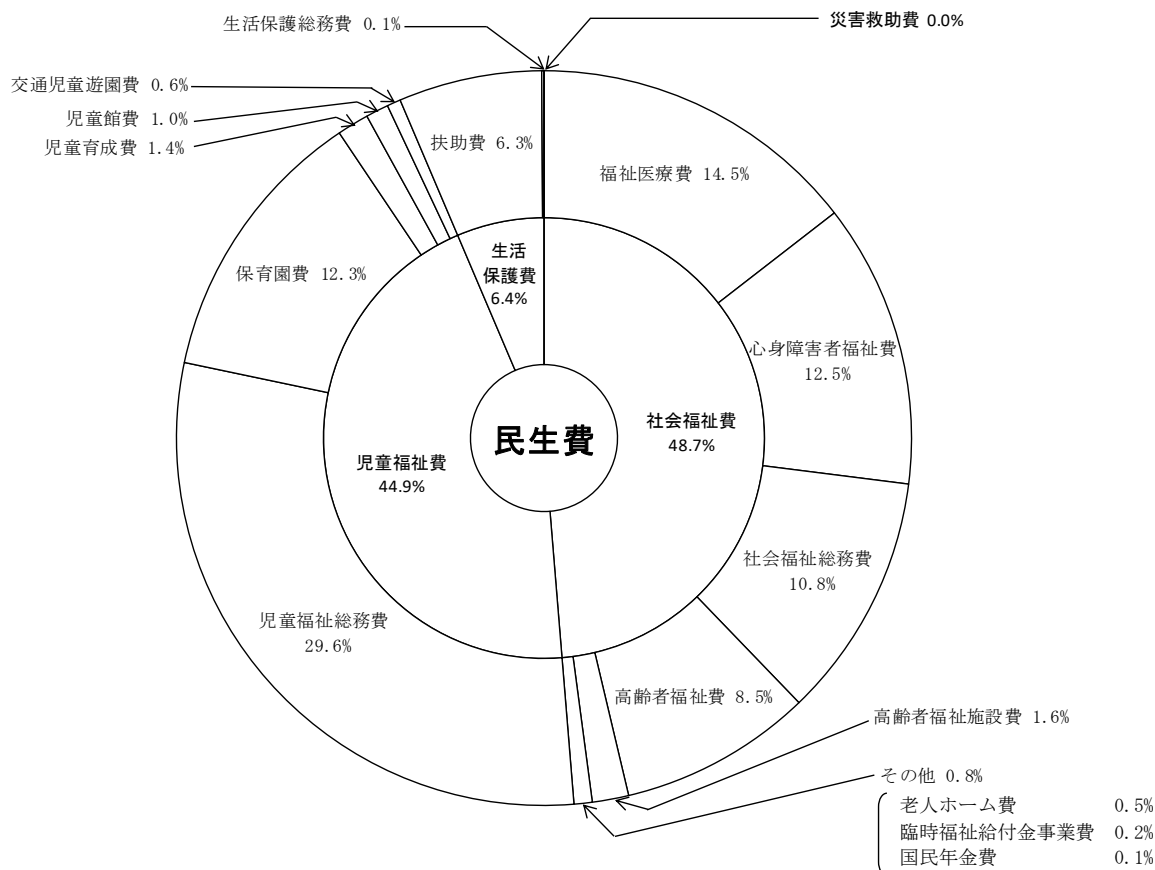 生活保護総務費 0.1%
災害救助費 0.0%
交通児童遊園費 0.6%
児童館費 1.0%
児童育成費 1.4%
扶助費 6.3%
福祉医療費 14.5%
生活
保護費
6.4%
保育園費 12.3%
心身障害者福祉費
12.5%
社会福祉費
48.7%
民生費
児童福祉費
44.9%
社会福祉総務費
10.8%
児童福祉総務費
29.6%
高齢者福祉費 8.5%
高齢者福祉施設費 1.6%
その他 0.8%
老人ホーム費 0.5%
臨時福祉給付金事業費 0.2%
国民年金費 0.1%